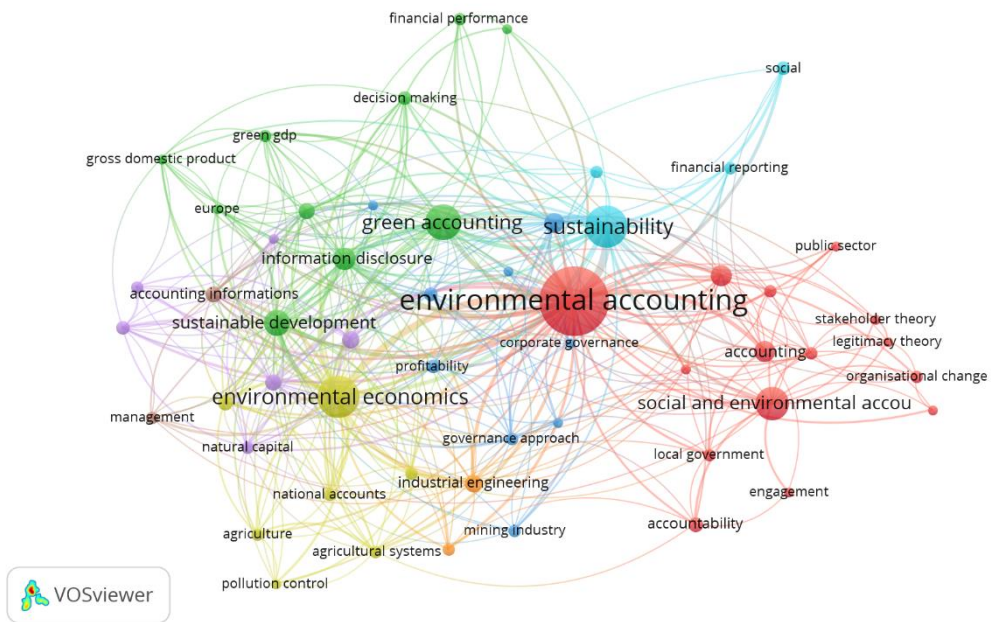 financial performance
social
decision making
green gdp
gross domestic product
financial reporting
europe
green accounting
sustainability
public sector
information disclosure
accounting informations
environmental accounting
sustainable development
stakeholder theory
corporate governance
legitimacy theory
accounting
profitability
organisational change
environmental economics
social and environmental accou
management
governance approach
natural capital
local government
industrial engineering
national accounts
engagement
accountability
mining industry
agriculture
agricultural systems
pollution control
VOSviewer